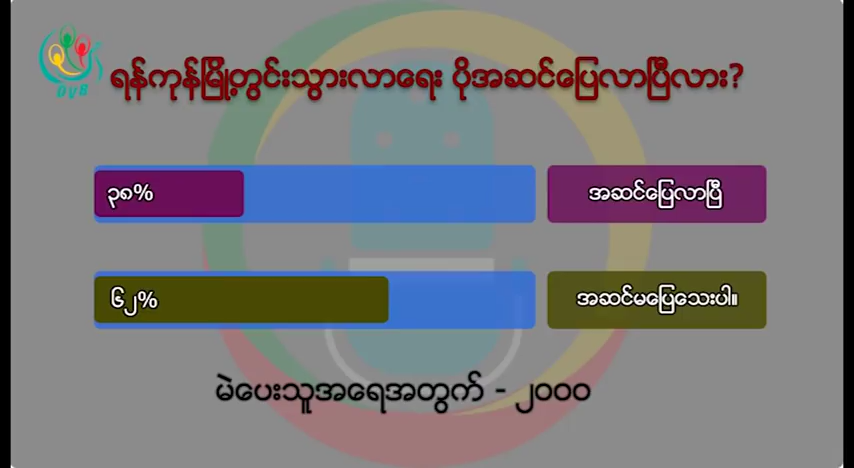 DVB
ရန်ကုန်မြို့တွင်းသွားလာရေး ပိုအဆင်ပြေလာပြီလား?
၃၈%
အဆင်ပြေလာပြီ
၆၂%
အဆင်မပြေသေးပါ။
မဲပေးသူအရေအတွက် - ၂၀၀၀